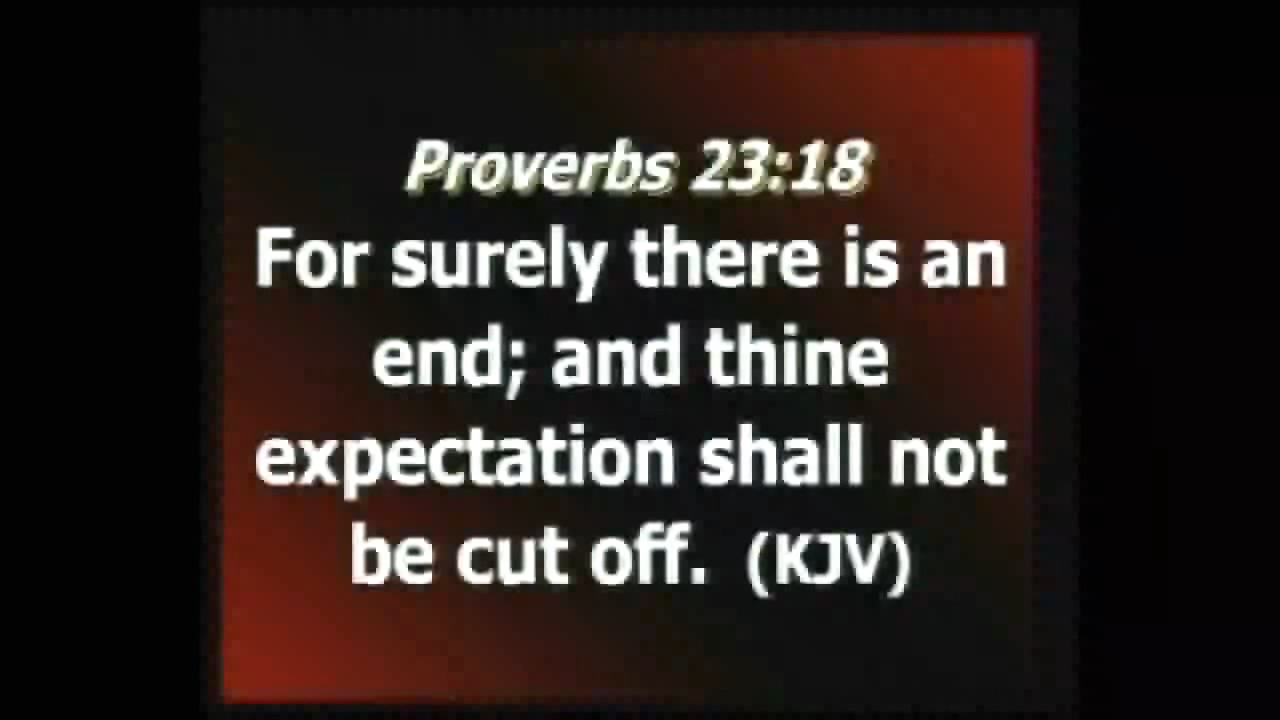 Proverbs 23:18
For surely there is an
end; and thine
expectation shall not
be cut off. (KJV)